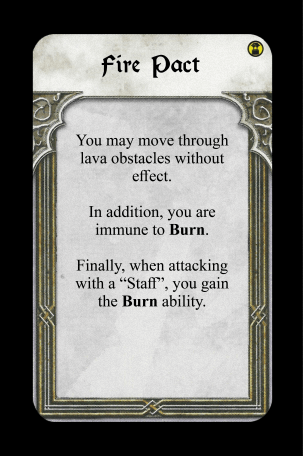 Fire Pact
You may move through
lava obstacles without
effect.
In addition, you are
immune to Burn.
Finally, when attacking
with a “Staff”, you gain
the Burn ability.